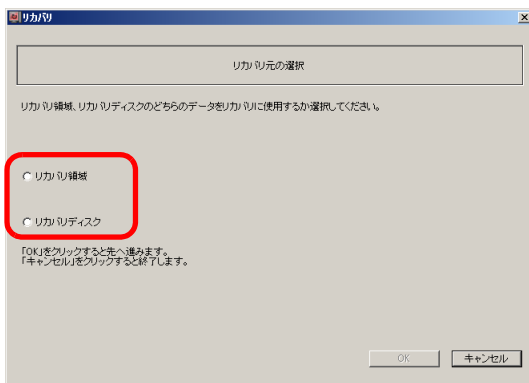 リカバリ
リカバリ元の選択
リカバリ領域、リカバリディスクのどちらのデータをリカバリに使用するか選択してください。
リカバリ領域
リカバリディスク
「OK」をクリックすると先へ進みます。
「キャンセル」をクリックすると終了します。
OK
キャンセル